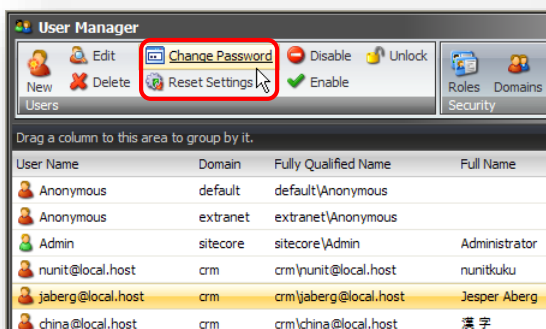 User Manager
New
Edit
Delete
Change Password
Reset Settings
Disable
Enable
Unlock
Users
Roles
Domains
Security
Drag a column to this area to group by it.
User Name Domain Fully Qualified Name Full Name
Anonymous default default\Anonymous
Anonymous extranet extranet\Anonymous
Admin sitecore sitecore\Admin Administrator
nunit@local.host crm crm\nunit@local.host nunitkuku
jaberg@local.host crm crm\jaberg@local.host Jesper Aberg
china@local.host crm crm\china@local.host 漢字